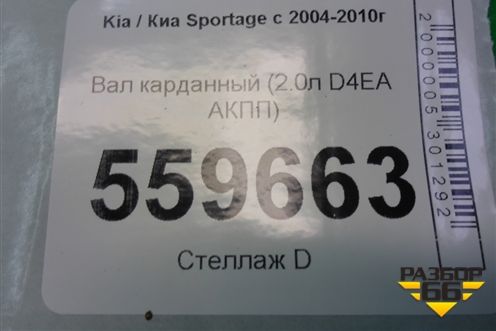 Kia / Киа Sportage с 2004-2010г
Вал карданный (2.0л D4EA
АКПП)
559663
Стеллаж D
2000005301292
РАЗБОР
66